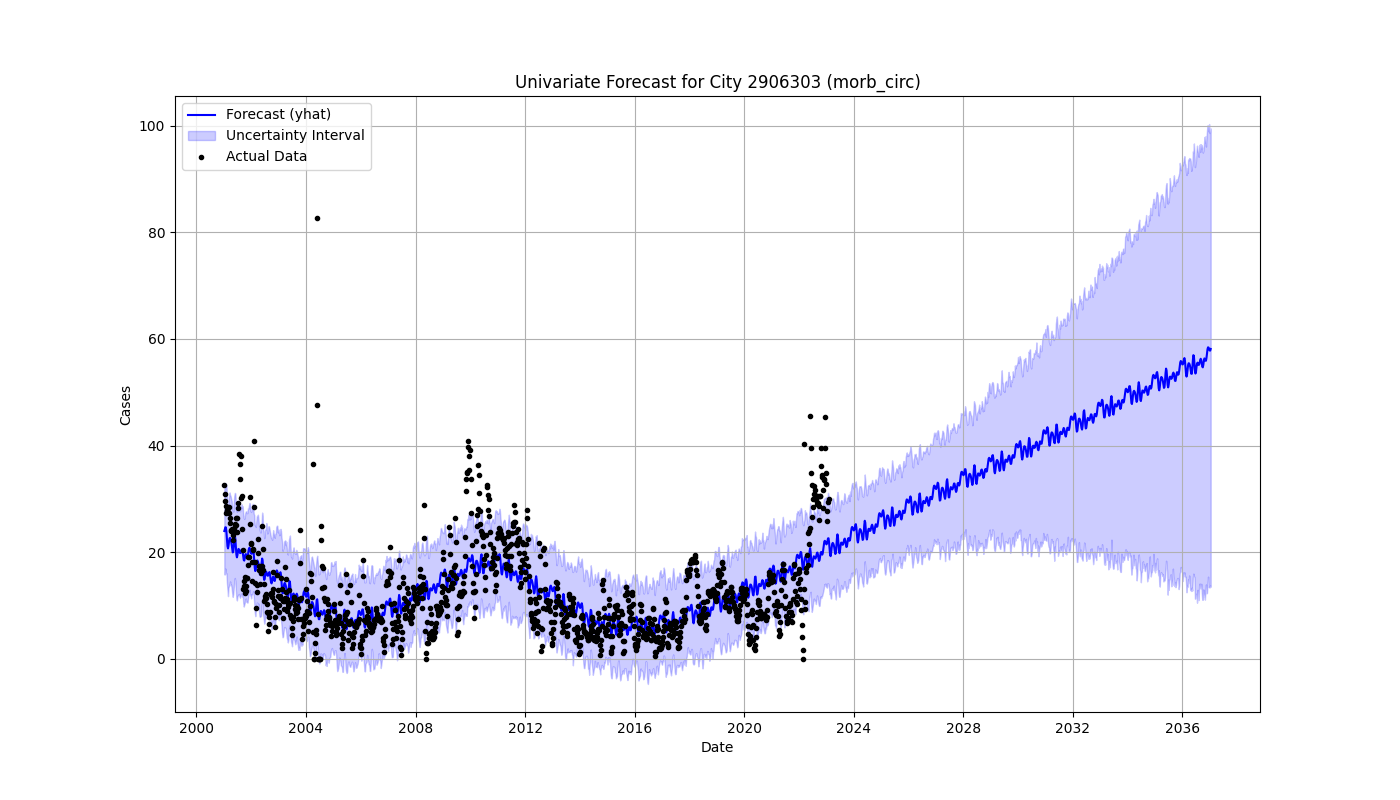 Univariate Forecast for City 2906303 (morb_circ)
Forecast (yhat)
Uncertainty Interval
Actual Data
Cases
100
80
60
40
20
0
2000 2004 2008 2012 2016 2020 2024 2028 2032 2036
Date